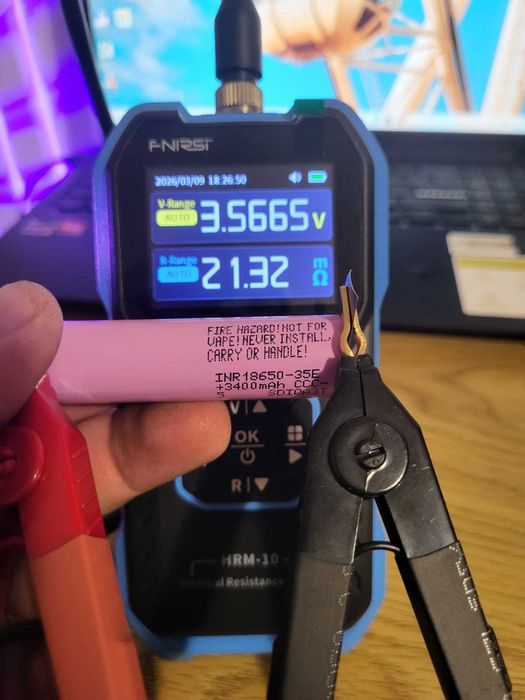 FNIRSI
2026/03/09 18:26:50
V-Range
AUTO
3.5665V
R-Range
AUTO
21.32
mΩ
FIRE HAZARD! NOT FOR
VAPE! NEVER INSTALL,
CARRY OR HANDLE!
INR18650-35E
+3400mAh CCC-
S SDIQA2T
V ▲
OK
R ▼
HRM-10
Internal Resistance